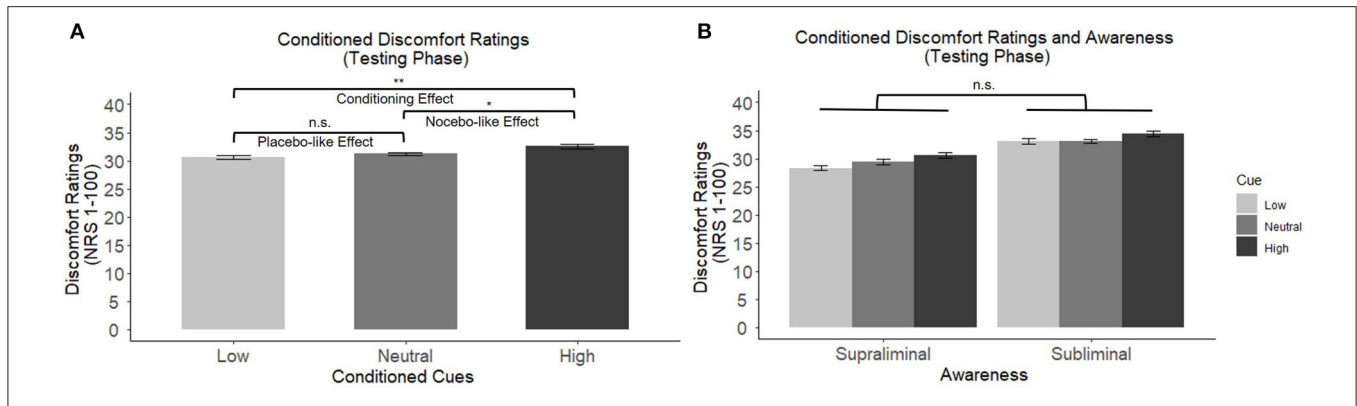 A
Conditioned Discomfort Ratings
(Testing Phase)
**
Conditioning Effect
*
n.s.
Nocebo-like Effect
Placebo-like Effect
40
35
30
25
20
15
10
5
0
Discomfort Ratings
(NRS 1-100)
Low Neutral High
Conditioned Cues
B
Conditioned Discomfort Ratings and Awareness
(Testing Phase)
n.s.
40
35
30
25
20
15
10
5
0
Discomfort Ratings
(NRS 1-100)
Supraliminal Subliminal
Awareness
Cue
Low
Neutral
High